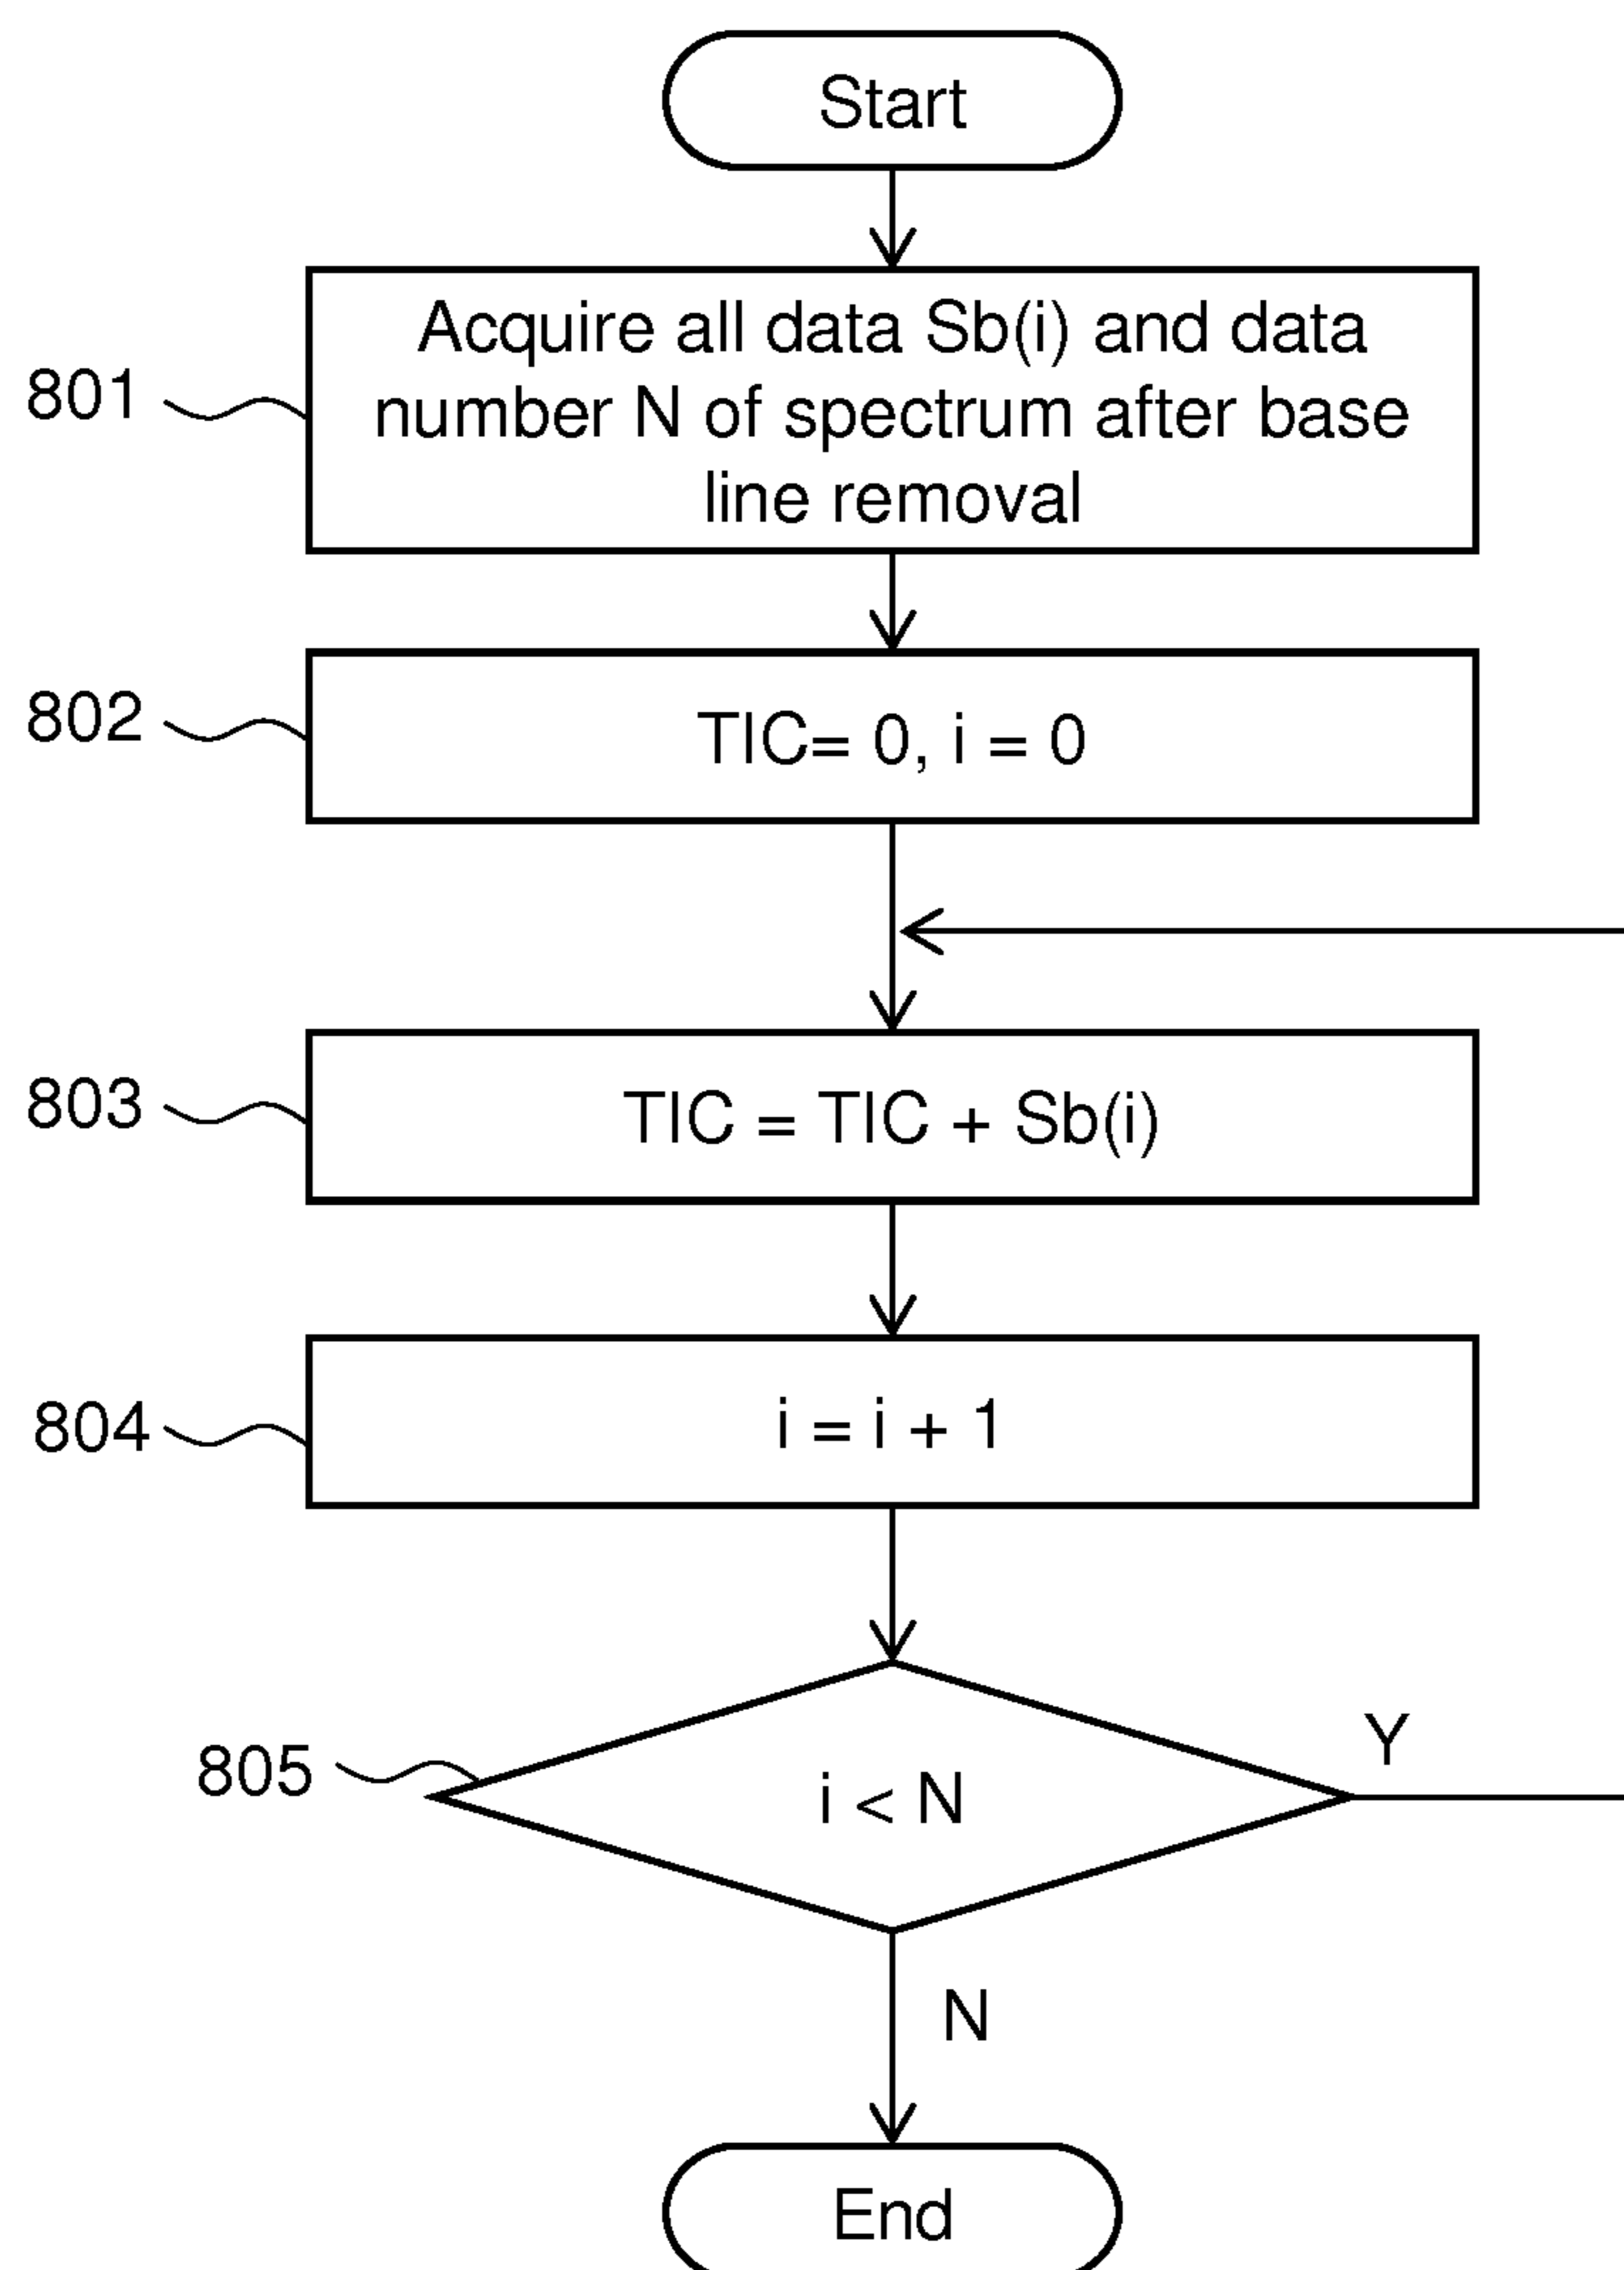 Start
801
Acquire all data Sb(i) and data
number N of spectrum after base
line removal
802
TIC= 0, i = 0
803
TIC = TIC + Sb(i)
804
i = i + 1
805
i < N
Y
N
End